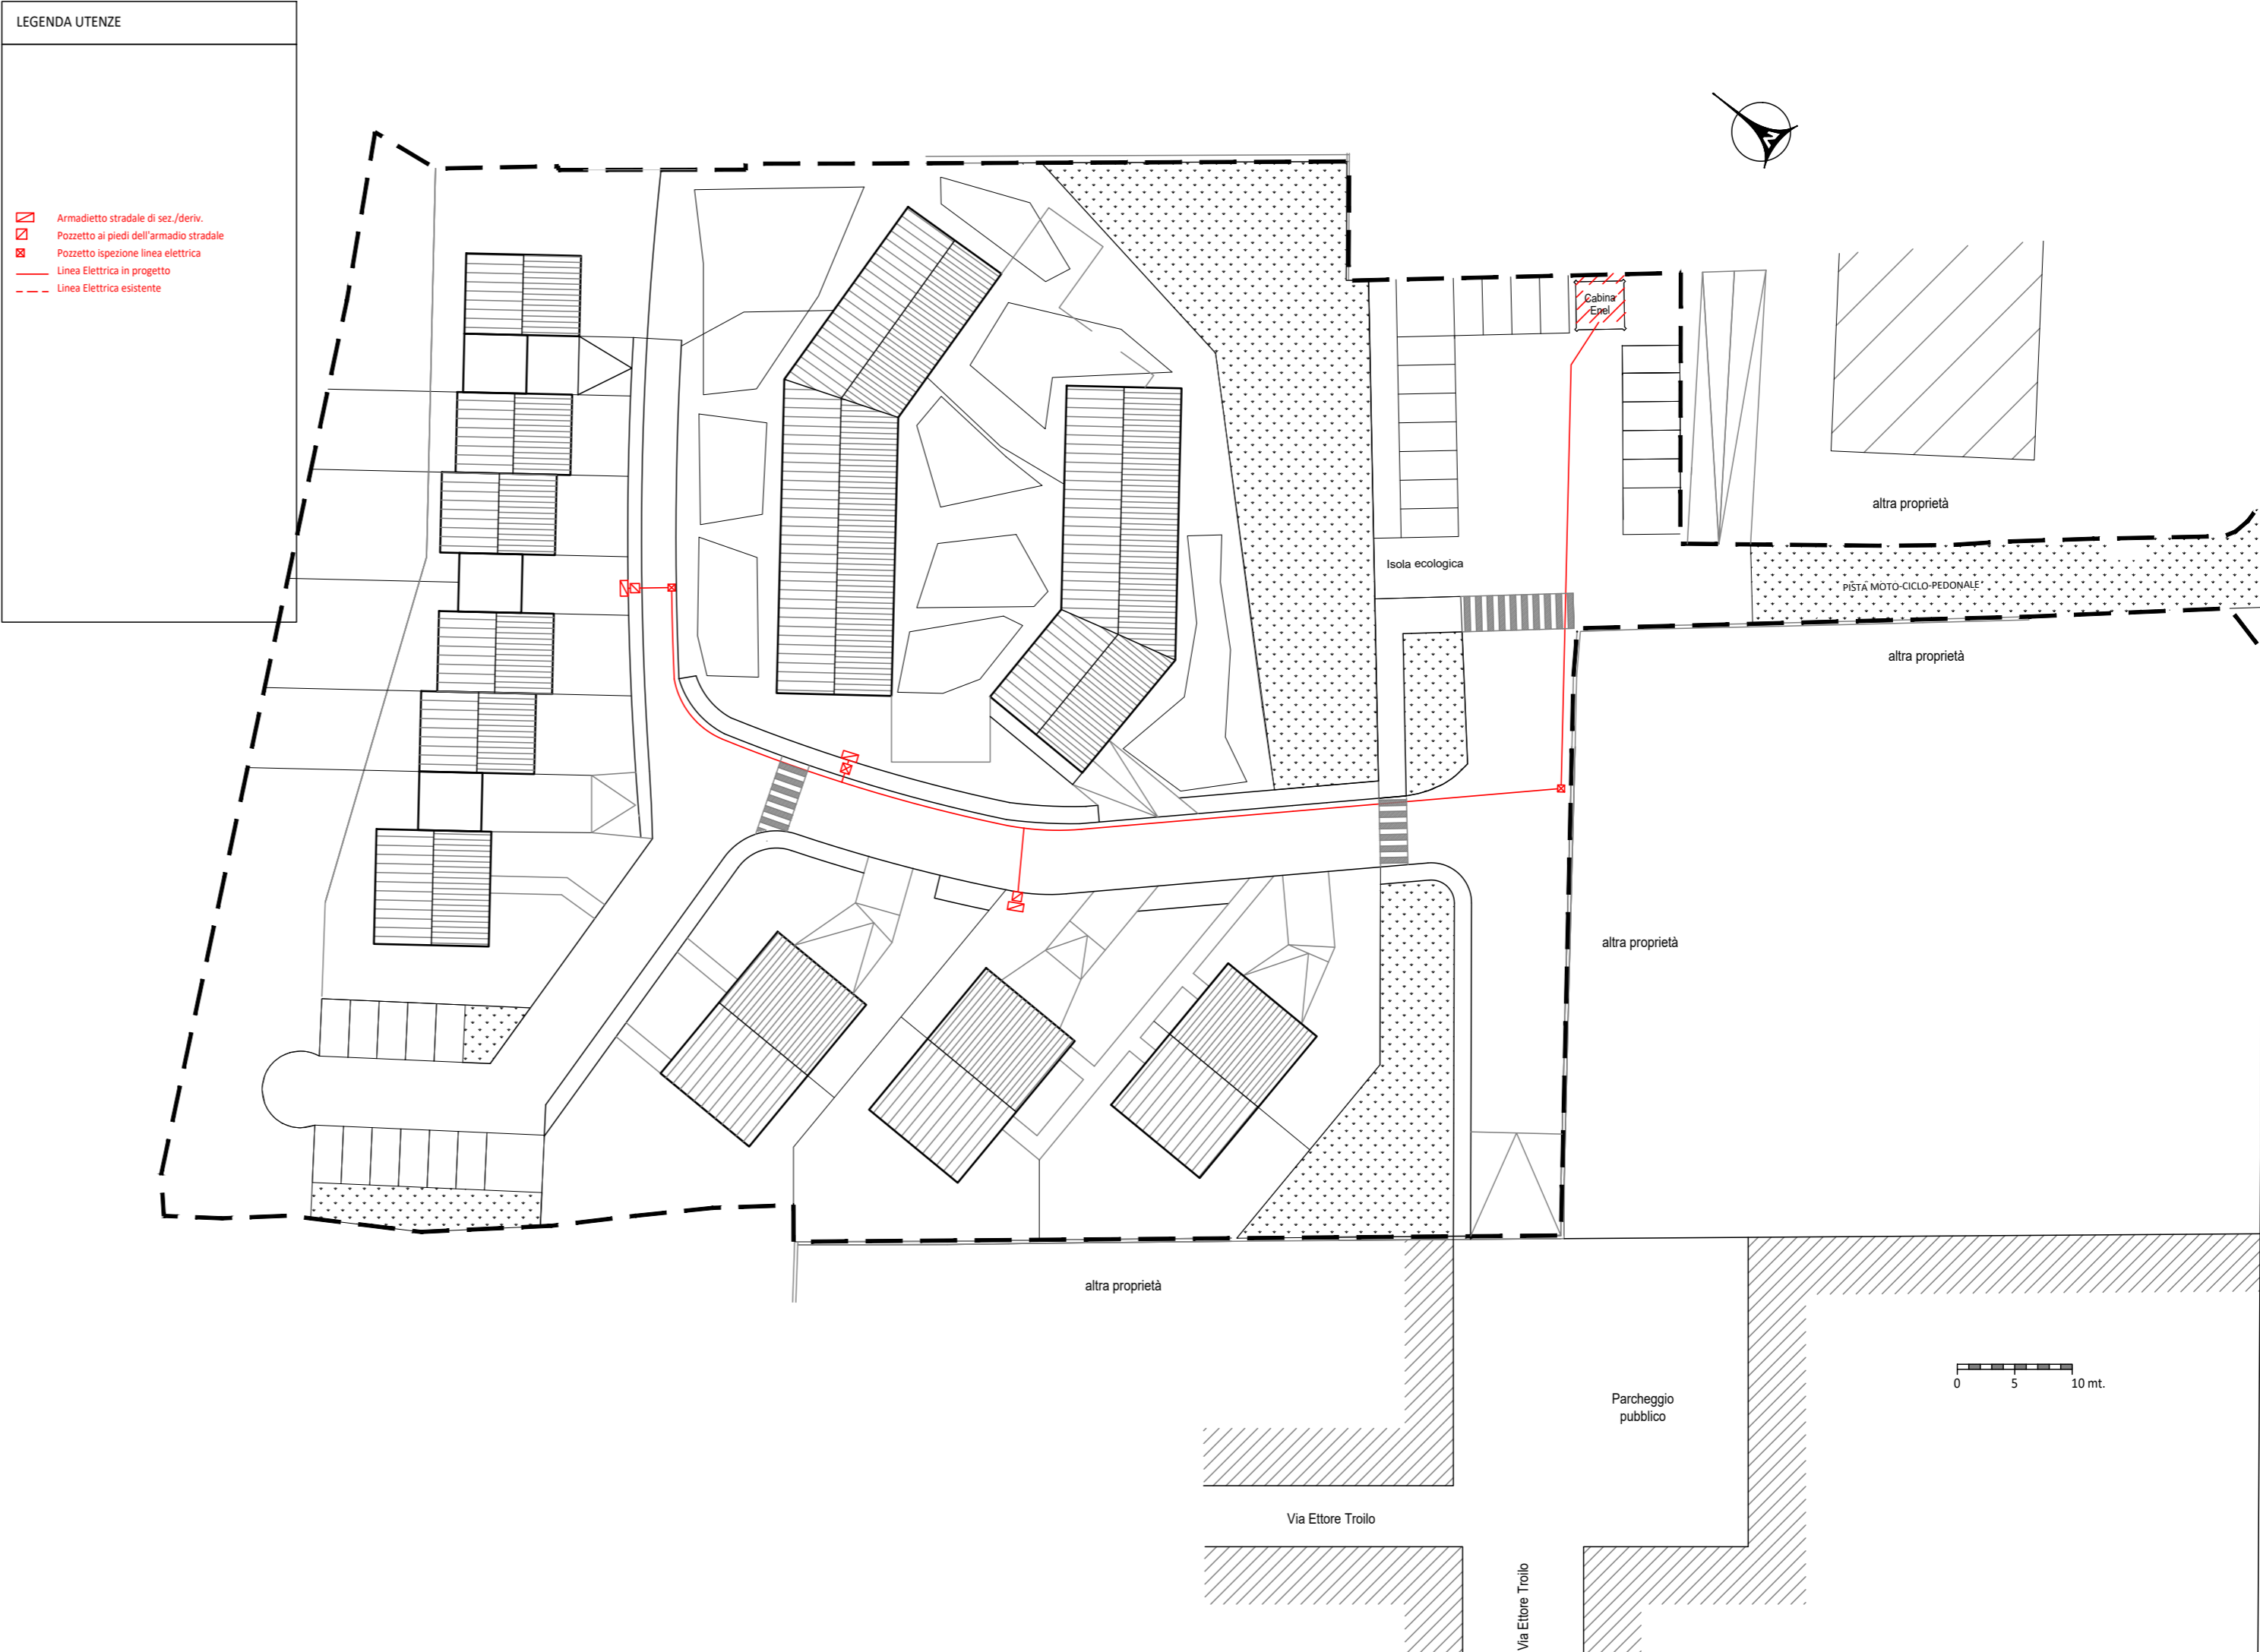 LEGENDA UTENZE
Armadietto stradale di sez./deriv.
Pozzetto ai piedi dell'armadio stradale
Pozzetto ispezione linea elettrica
Linea Elettrica in progetto
Linea Elettrica esistente
N
Cabina
Enel
altra proprietà
Isola ecologica
PISTA MOTO-CICLO-PEDONALE
altra proprietà
altra proprietà
altra proprietà
0 5 10 mt.
Parcheggio
pubblico
Via Ettore Troilo
Via Ettore Troilo